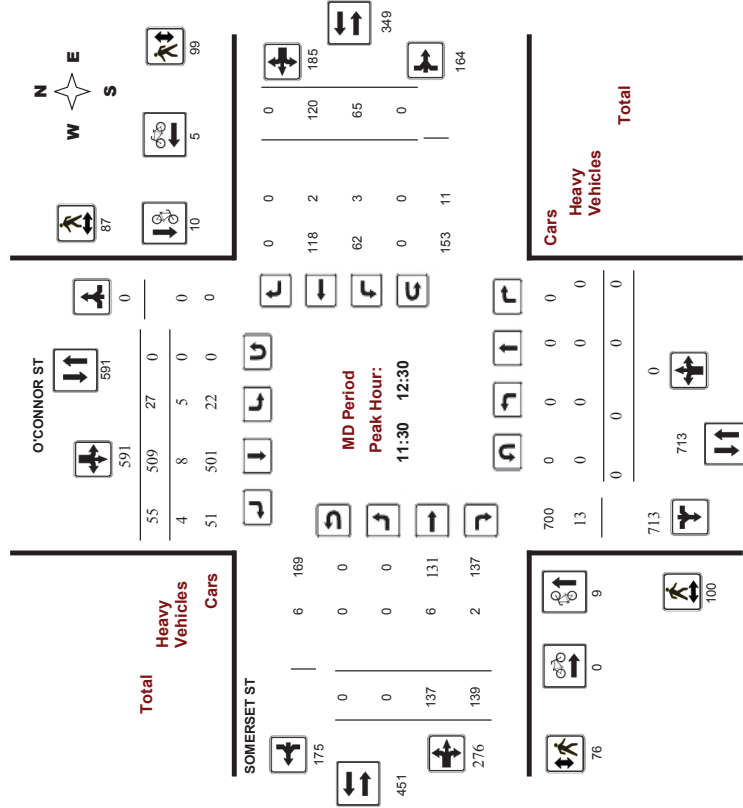 O'CONNOR ST
N
W E
S
87
99
10
5
591
591
0
Total
55 509 27 0
Heavy Vehicles
4 8 5 0 0
Cars
51 501 22 0 0
SOMERSET ST
175
6 169
451
0 0 0
0 0 0
137 6 131
276
139 2 137
MD Period
Peak Hour:
11:30 12:30
0 0 0
118 2 120
185
62 3 65
349
0 0 0
153 11
164
Cars
700 0 0 0 0
Heavy
Vehicles
13 0 0 0 0
Total
0 0 0 0
713
0
713
76
0
9
100